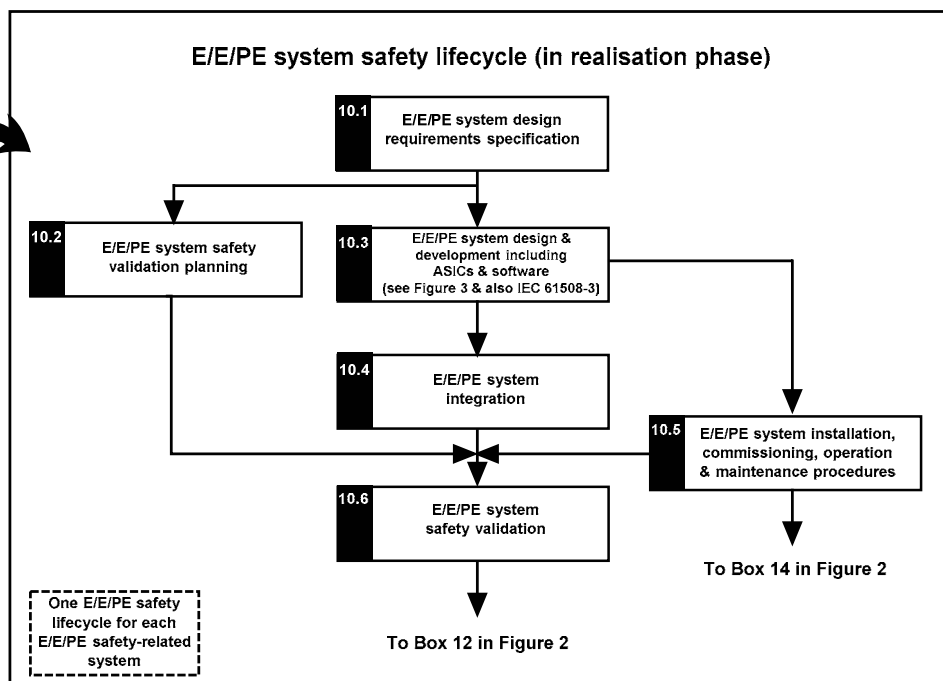 E/E/PE system safety lifecycle (in realisation phase)
10.1
E/E/PE system design
requirements specification
10.2
E/E/PE system safety
validation planning
10.3
E/E/PE system design &
development including
ASICs & software
(see Figure 3 & also IEC 61508-3)
10.4
E/E/PE system
integration
10.5
E/E/PE system installation,
commissioning, operation
& maintenance procedures
10.6
E/E/PE system
safety validation
To Box 14 in Figure 2
One E/E/PE safety
lifecycle for each
E/E/PE safety-related
system
To Box 12 in Figure 2